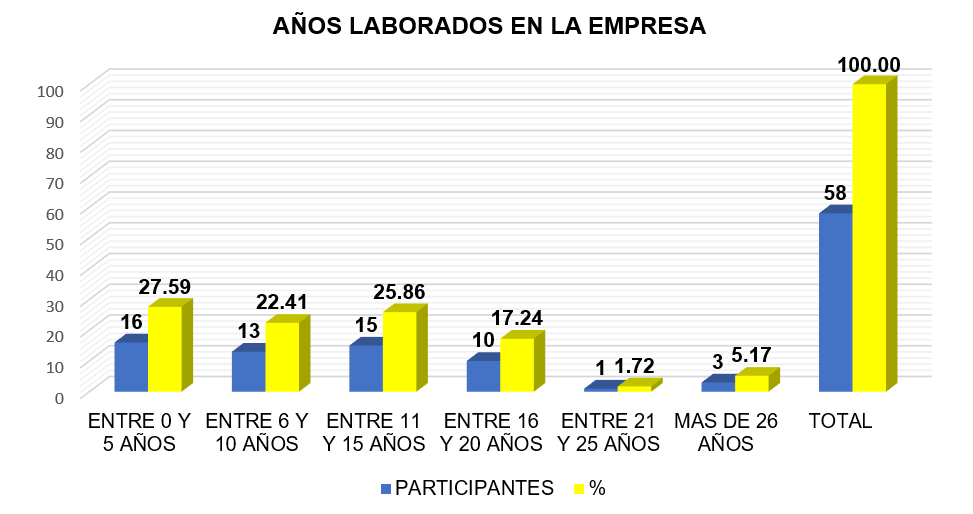 AÑOS LABORADOS EN LA EMPRESA
100
90
80
70
60
50
40
30
20
10
0
16
27.59
13
22.41
15
25.86
10
17.24
1
1.72
3
5.17
58
100.00
ENTRE 0 Y
5 AÑOS
ENTRE 6 Y
10 AÑOS
ENTRE 11
Y 15 AÑOS
ENTRE 16
Y 20 AÑOS
ENTRE 21
Y 25 AÑOS
MAS DE 26
AÑOS
TOTAL
PARTICIPANTES
%